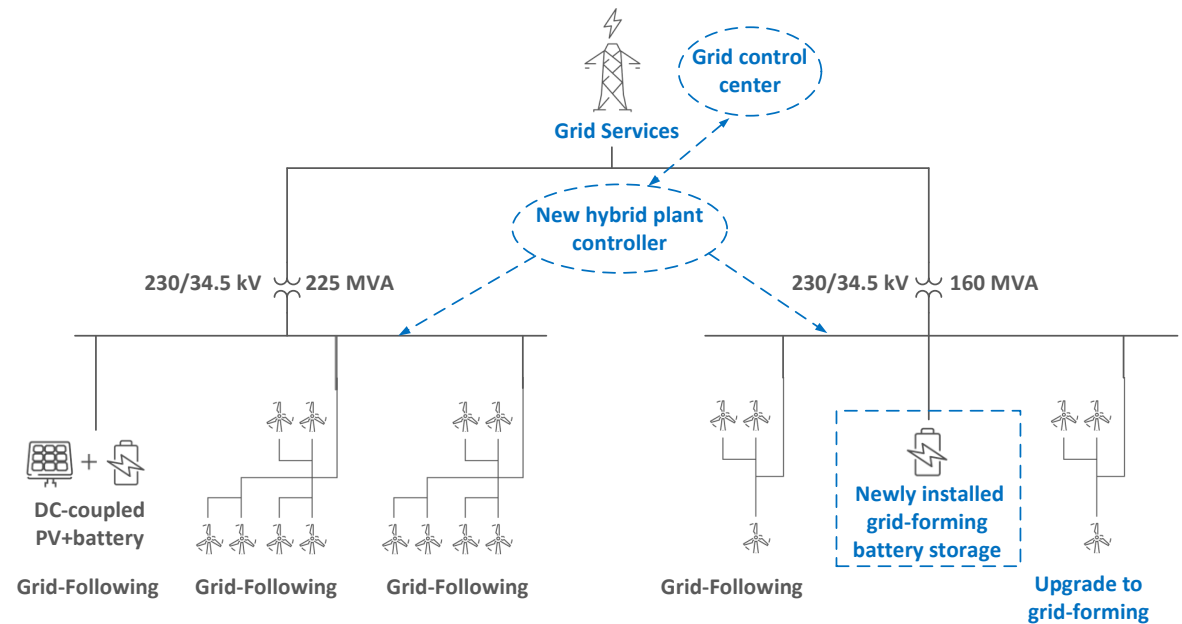 Grid control
center
Grid Services
New hybrid plant
controller
230/34.5 kV 225 MVA
230/34.5 kV 160 MVA
+
DC-coupled
PV+battery
Grid-Following
Grid-Following
Grid-Following
Grid-Following
Newly installed
grid-forming
battery storage
Upgrade to
grid-forming